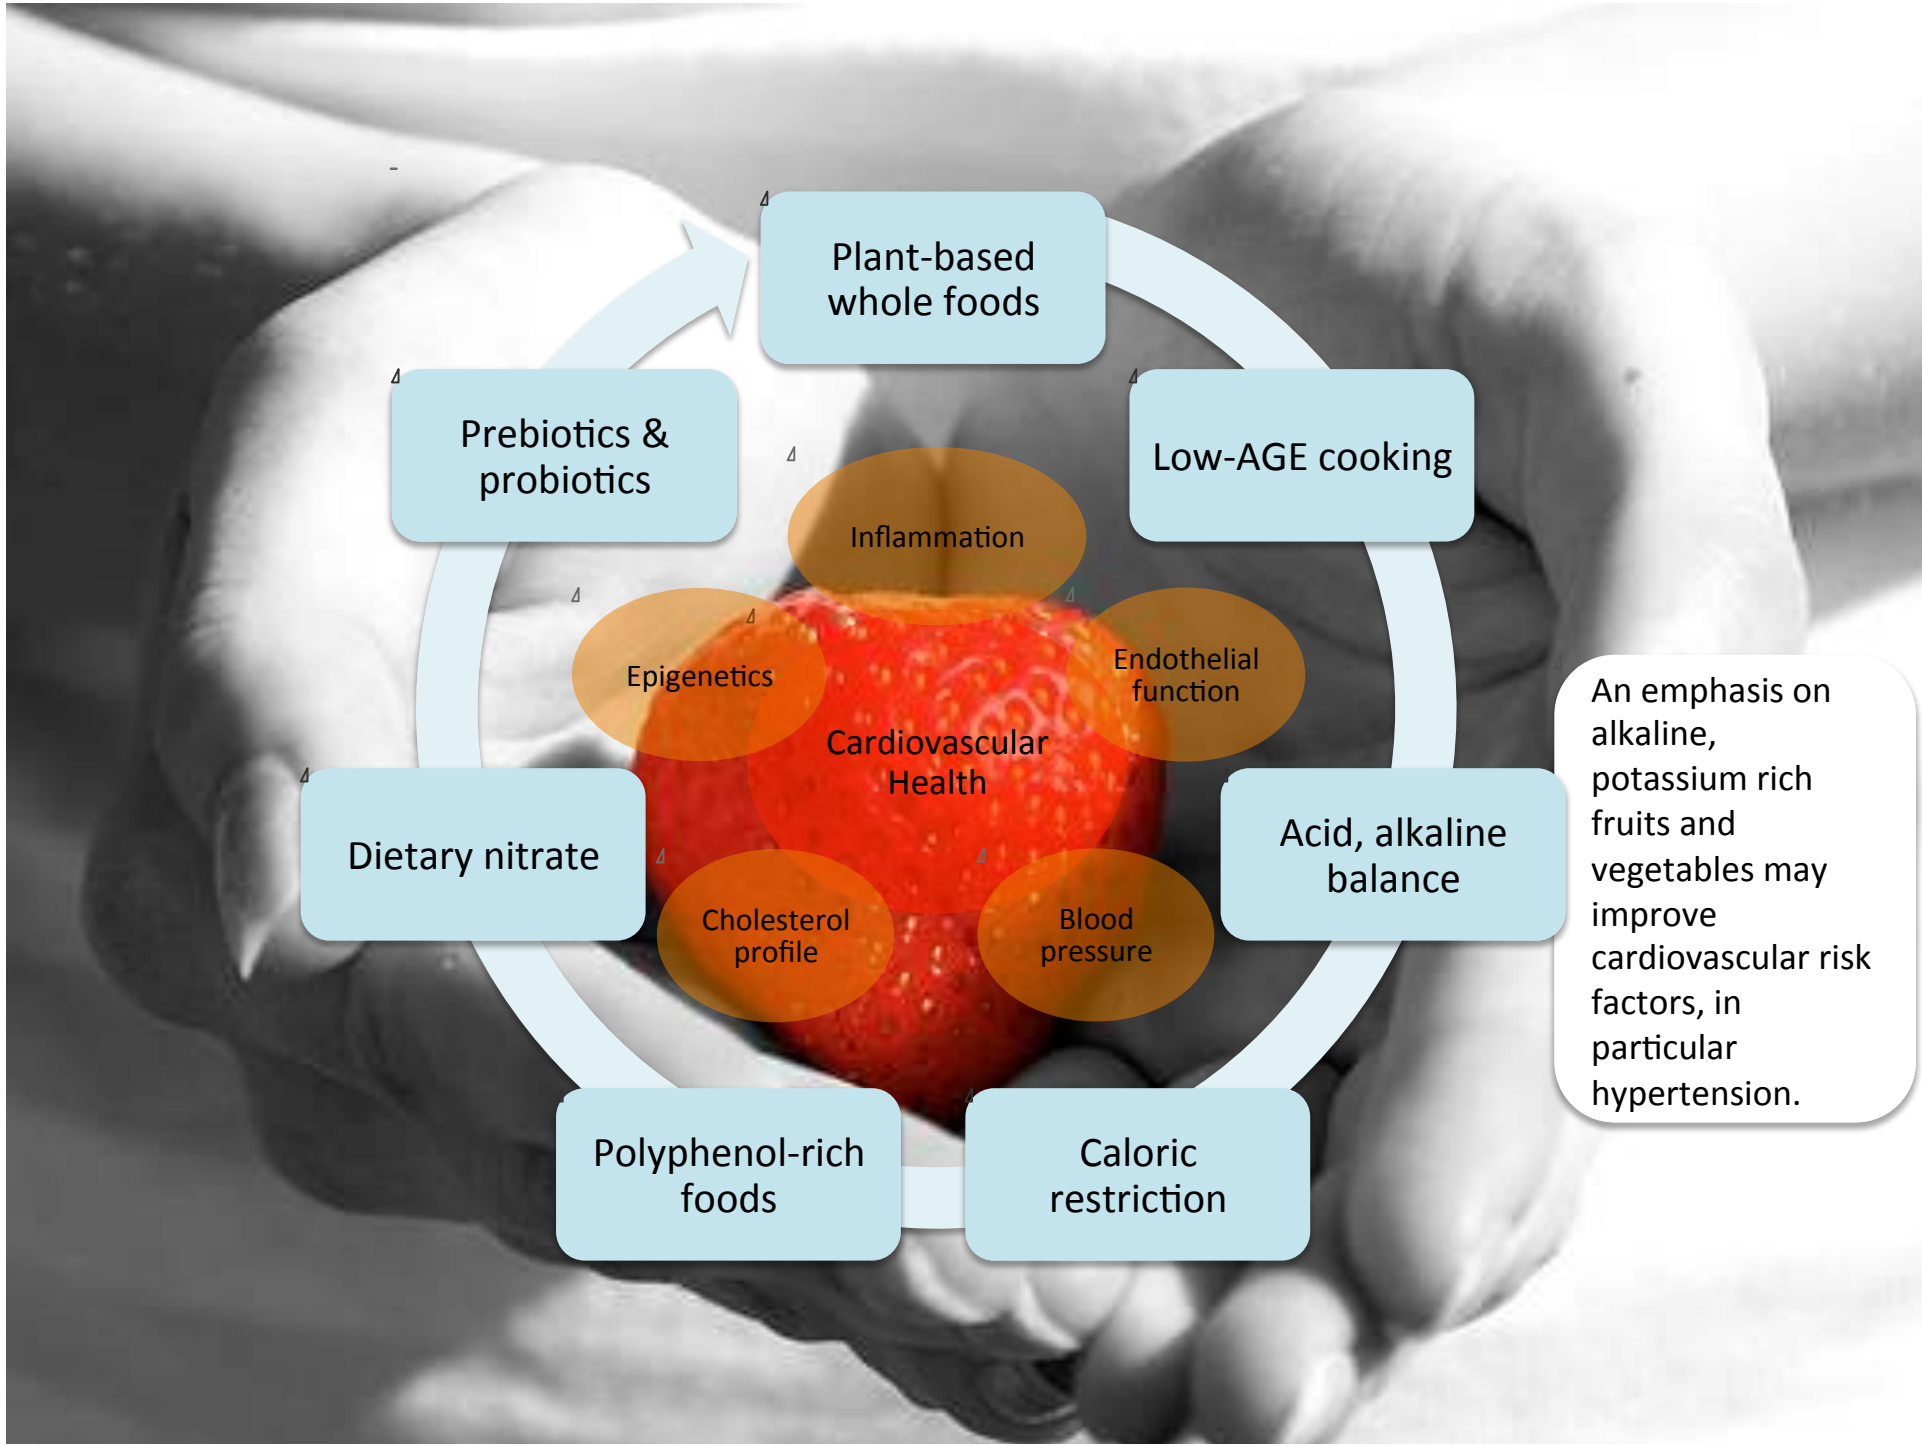 Plant-based
whole foods
Low-AGE cooking
Acid, alkaline
balance
An emphasis on
alkaline,
potassium rich
fruits and
vegetables may
improve
cardiovascular risk
factors, in
particular
hypertension.
Caloric
restriction
Polyphenol-rich
foods
Dietary nitrate
Prebiotics &
probiotics
Inflammation
Endothelial
function
Blood
pressure
Cholesterol
profile
Epigenetics
Cardiovascular
Health